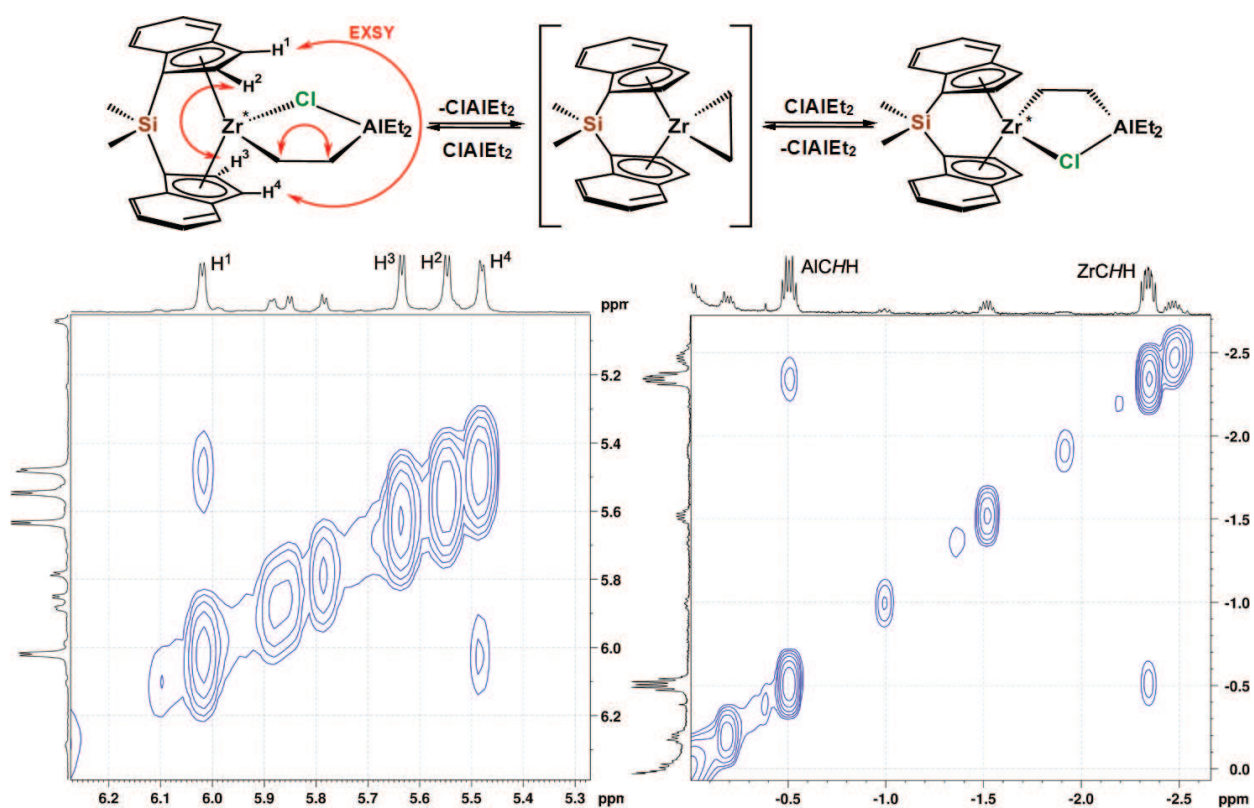 EXSY
H¹
H²
Si
Zr
*
Cl
AlEt₂
H³
H⁴
-ClAlEt₂
ClAlEt₂
Si
Zr
ClAlEt₂
-ClAlEt₂
Si
Zr
*
AlEt₂
Cl
H¹ H³ H² H⁴
ppm
5.2
5.4
5.6
5.8
6.0
6.2
6.2 6.1 6.0 5.9 5.8 5.7 5.6 5.5 5.4 5.3 ppm
AlCHH ZrCHH
ppm
-2.5
-2.0
-1.5
-1.0
-0.5
0.0
-0.5 -1.0 -1.5 -2.0 -2.5 ppm